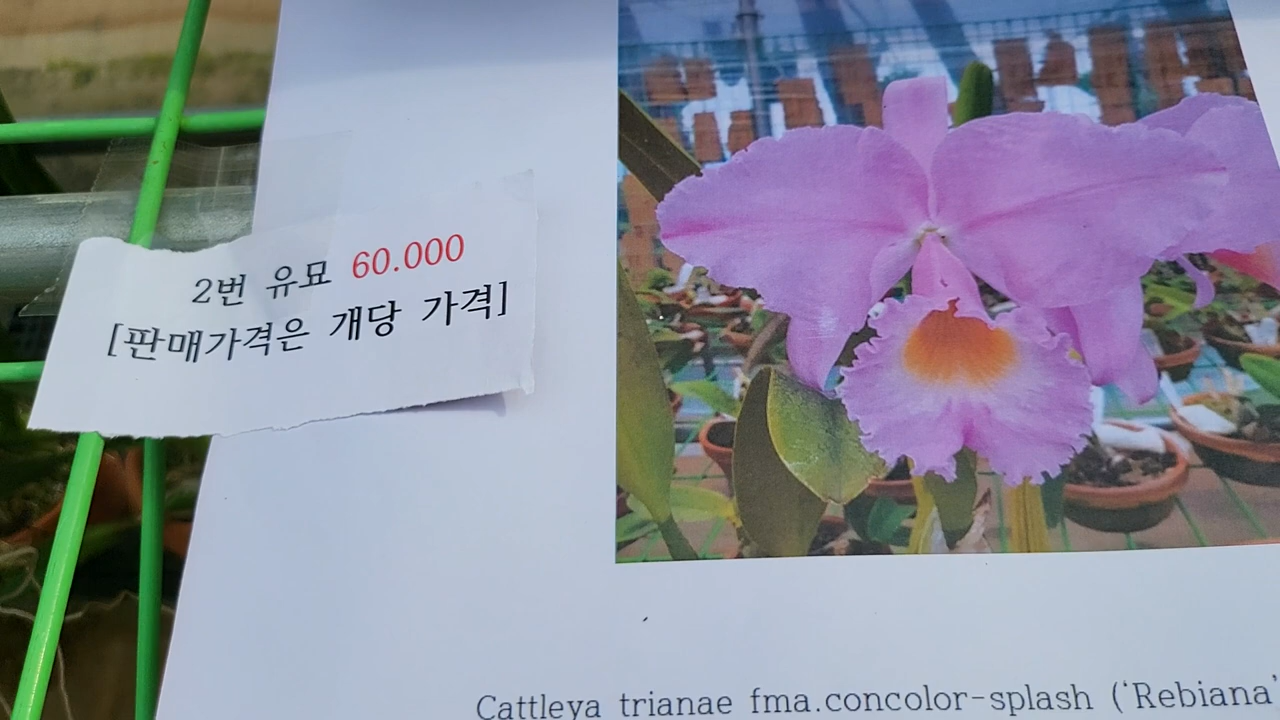 2번 유묘 60.000
[판매가격은 개당 가격]
Cattleya trianae fma.concolor-splash (‘Rebiana’